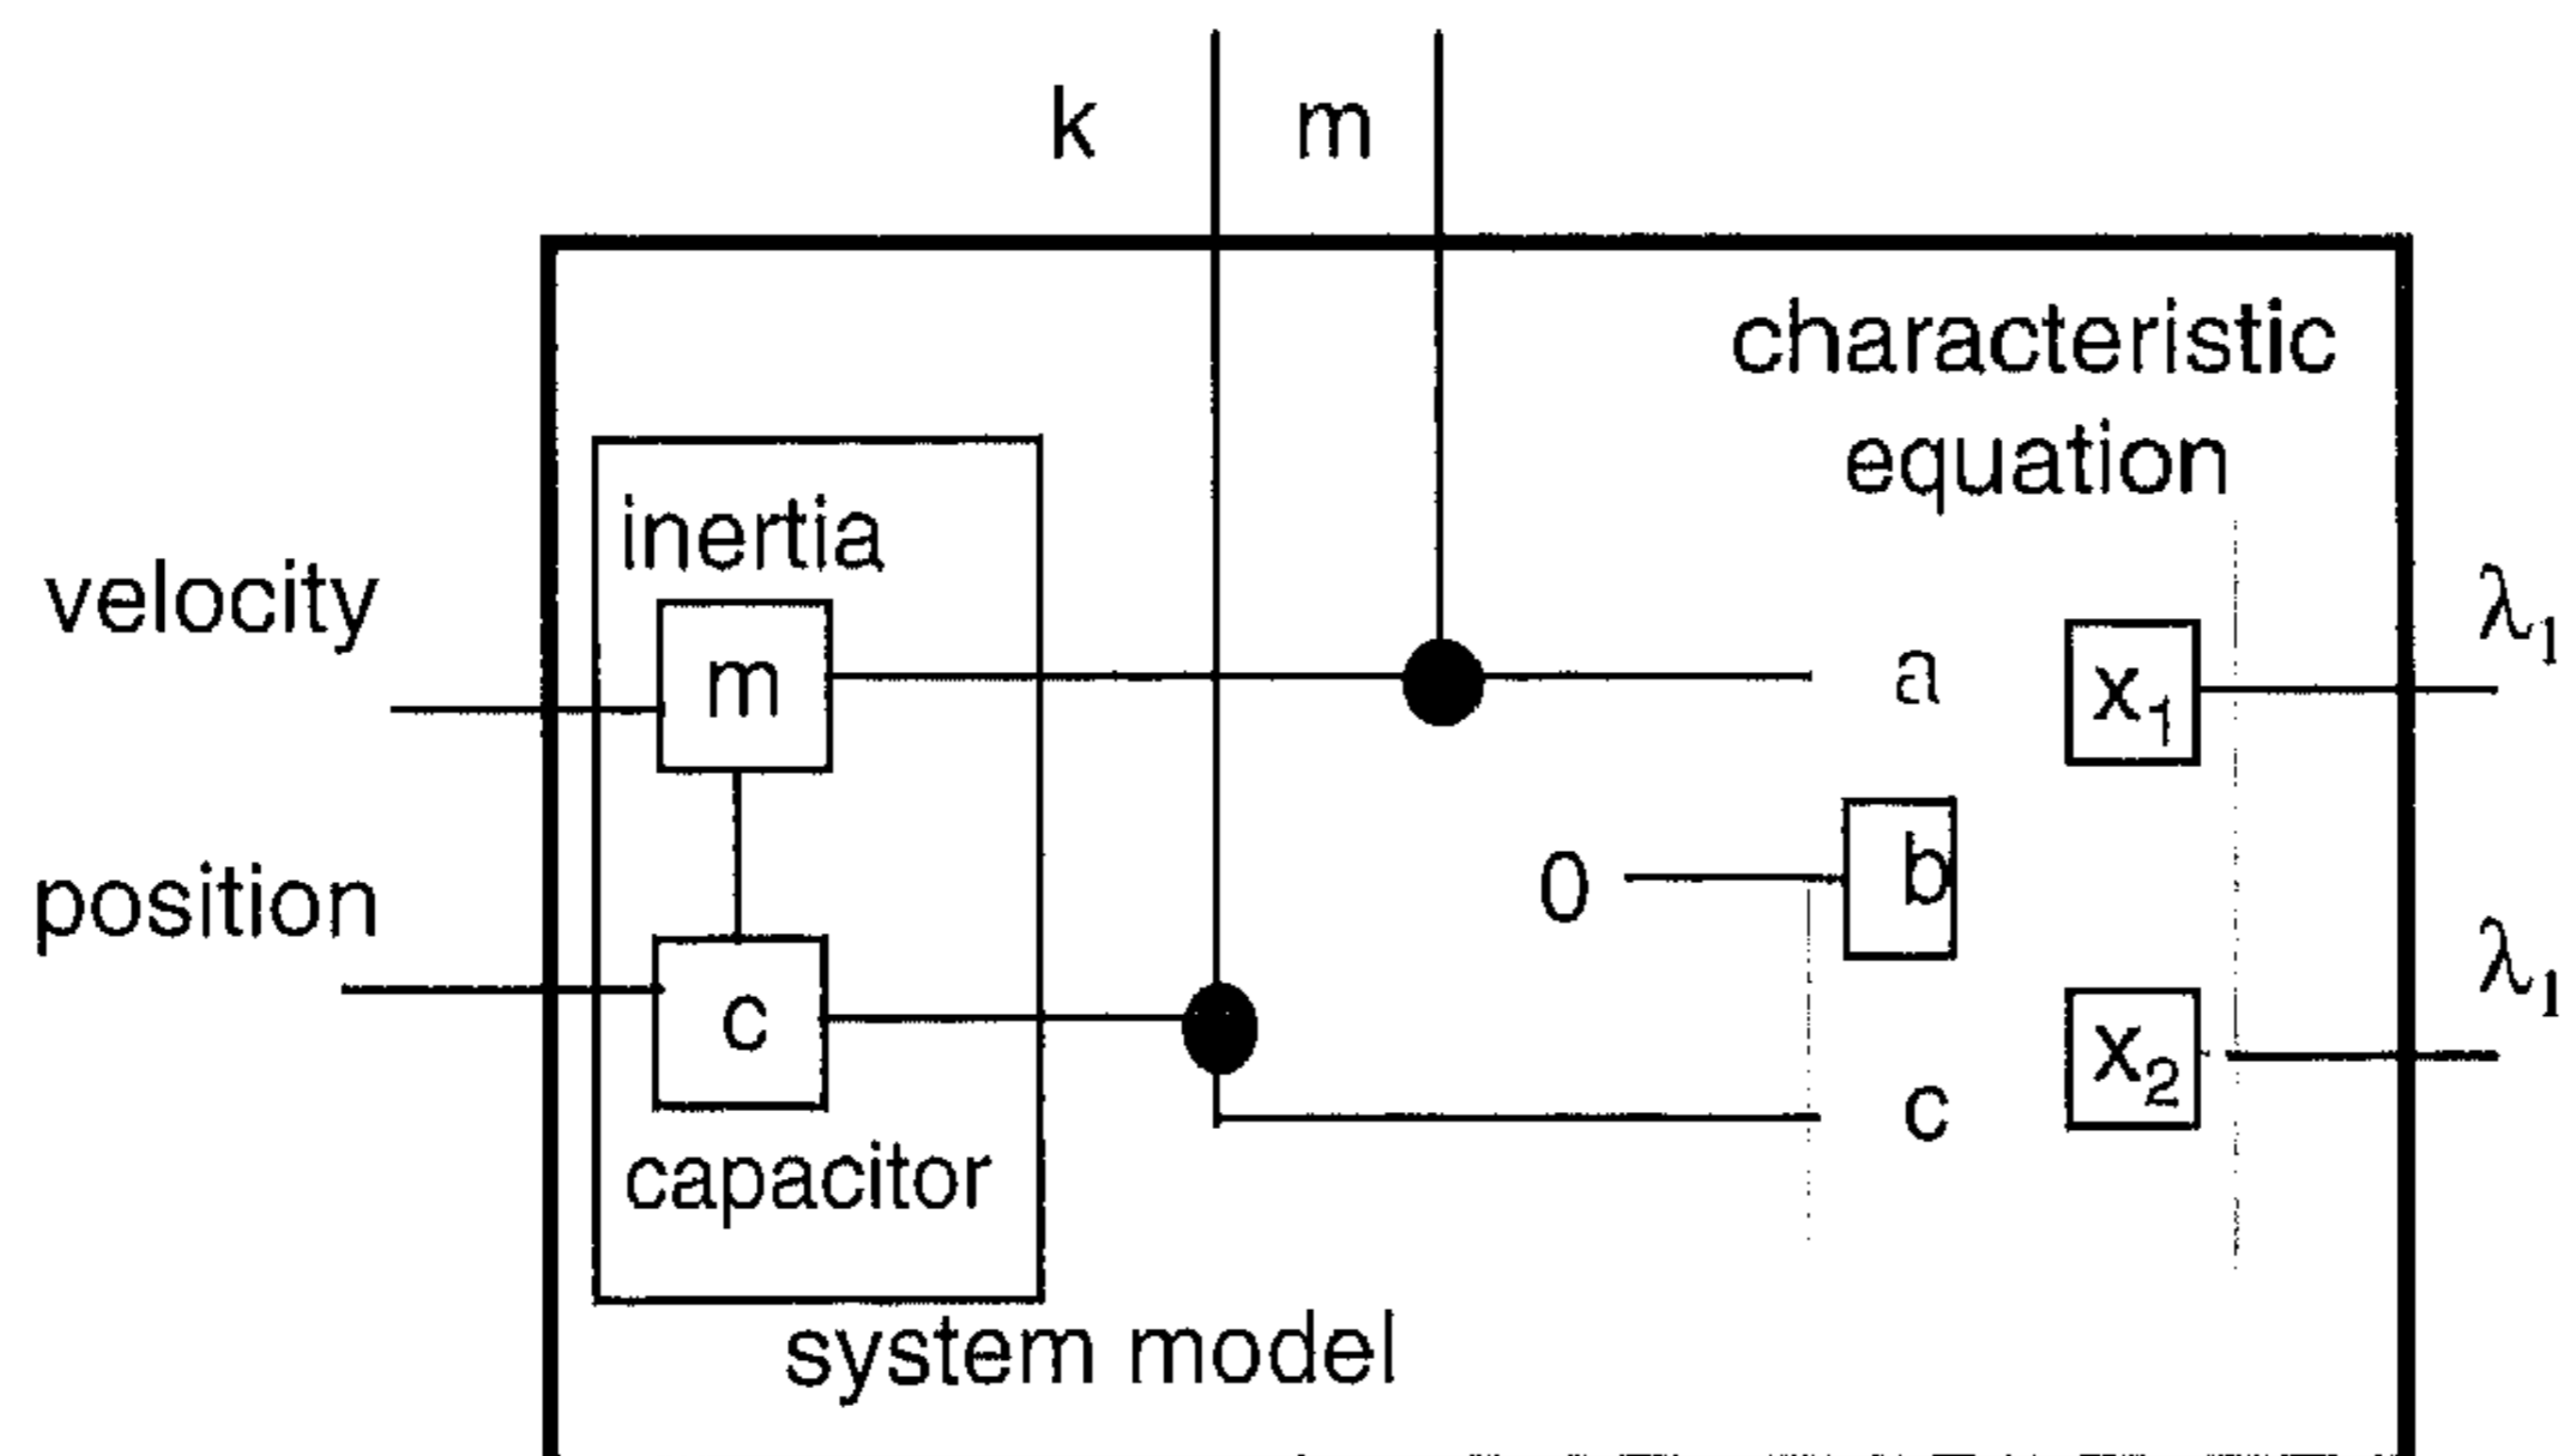 k
m
characteristic
equation
inertia
velocity
m
a
x₁
λ₁
0
b
position
c
c
x₂
λ₁
capacitor
system model